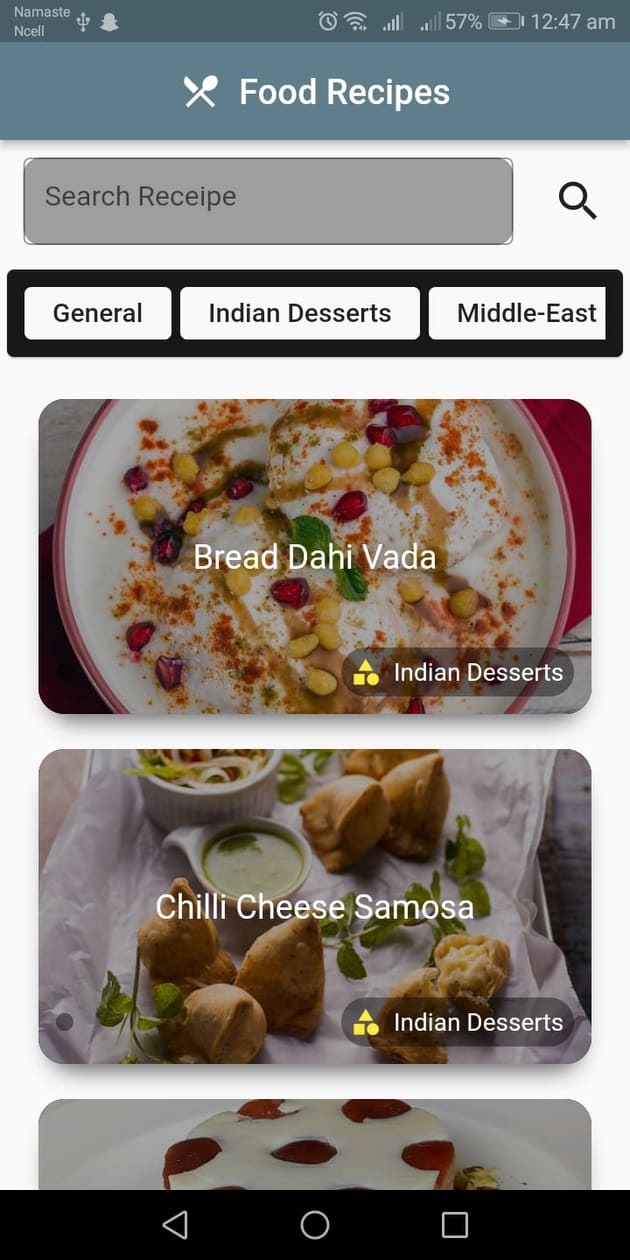 Namaste
Ncell
57% 12:47 am
Food Recipes
Search Receipe
General Indian Desserts Middle-East
Bread Dahi Vada
Indian Desserts
Chilli Cheese Samosa
Indian Desserts